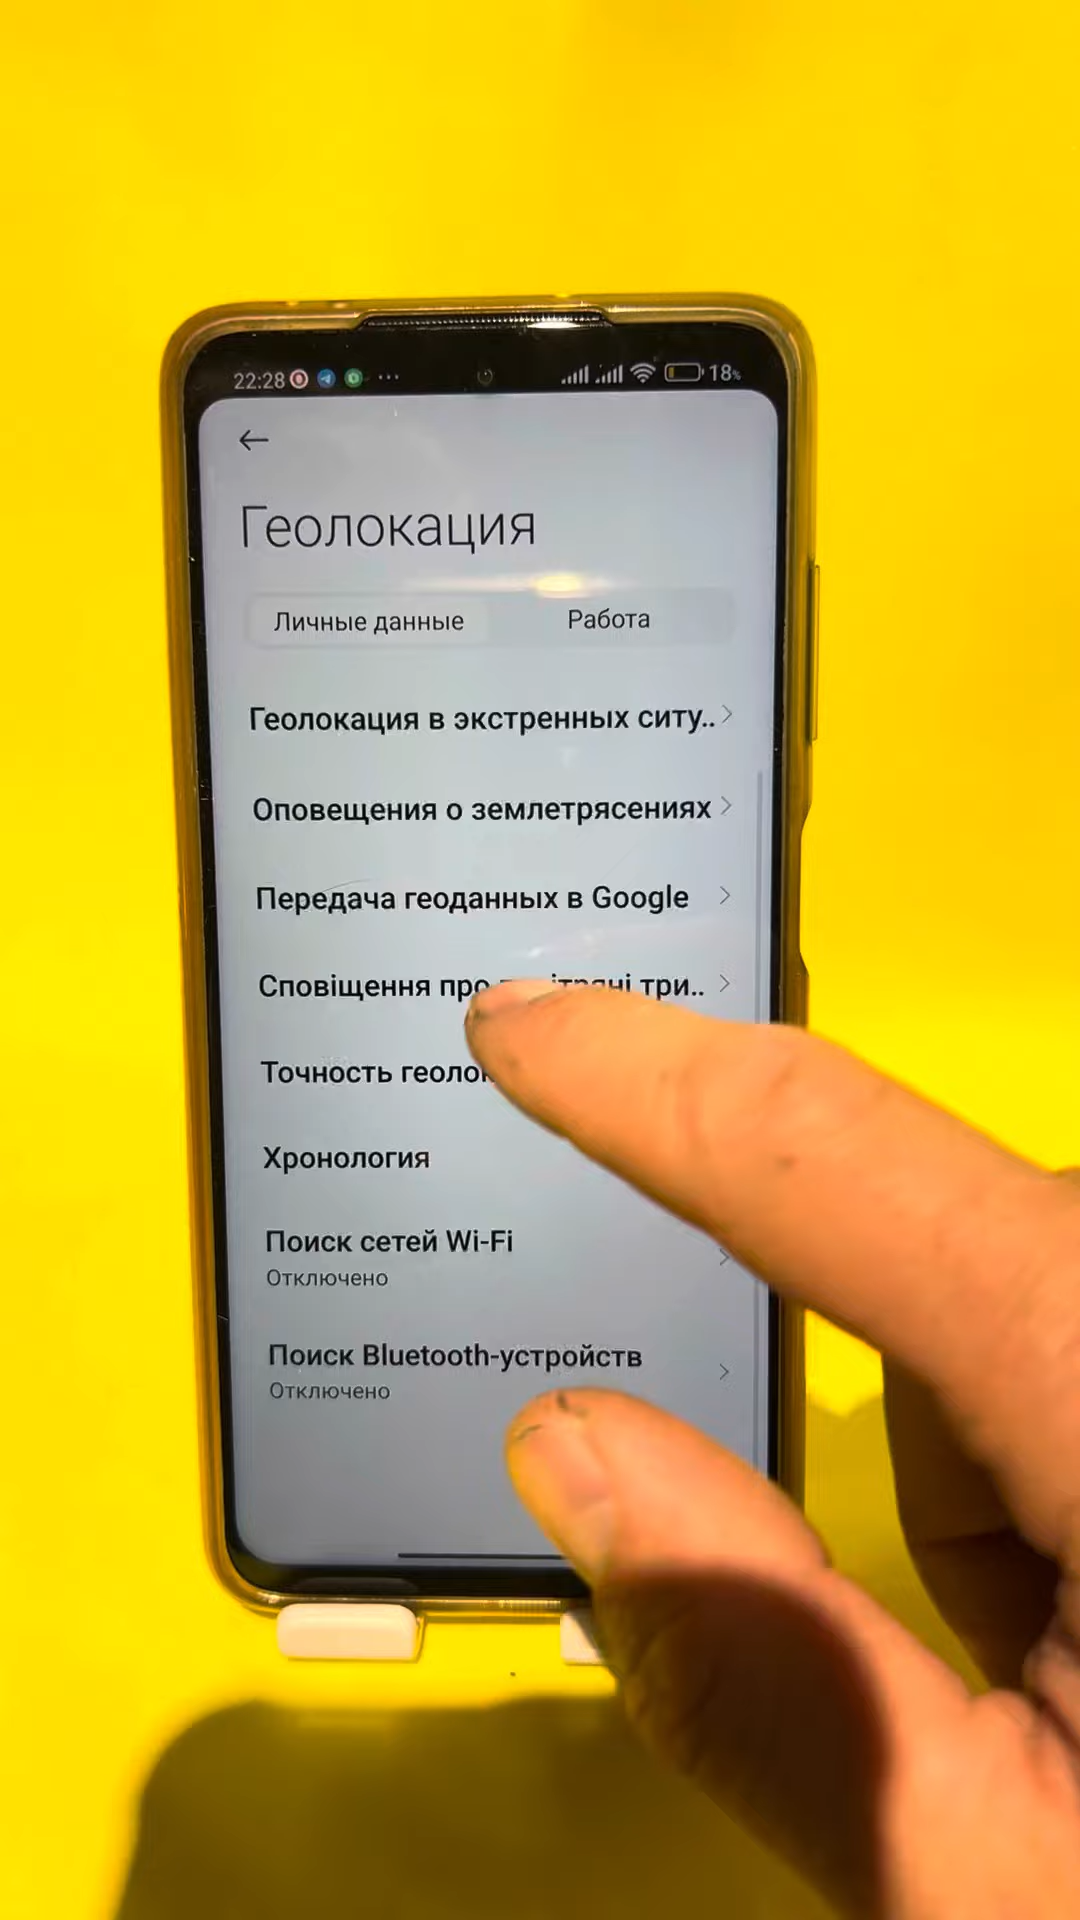 22:28 18%
Геолокация
Личные данные Работа
Геолокация в экстренных ситу..
Оповещения о землетрясениях
Передача геоданных в Google
Сповіщення про три..
Точность
Хронология
Поиск сетей Wi-Fi
Отключено
Поиск Bluetooth-устройств
Отключено